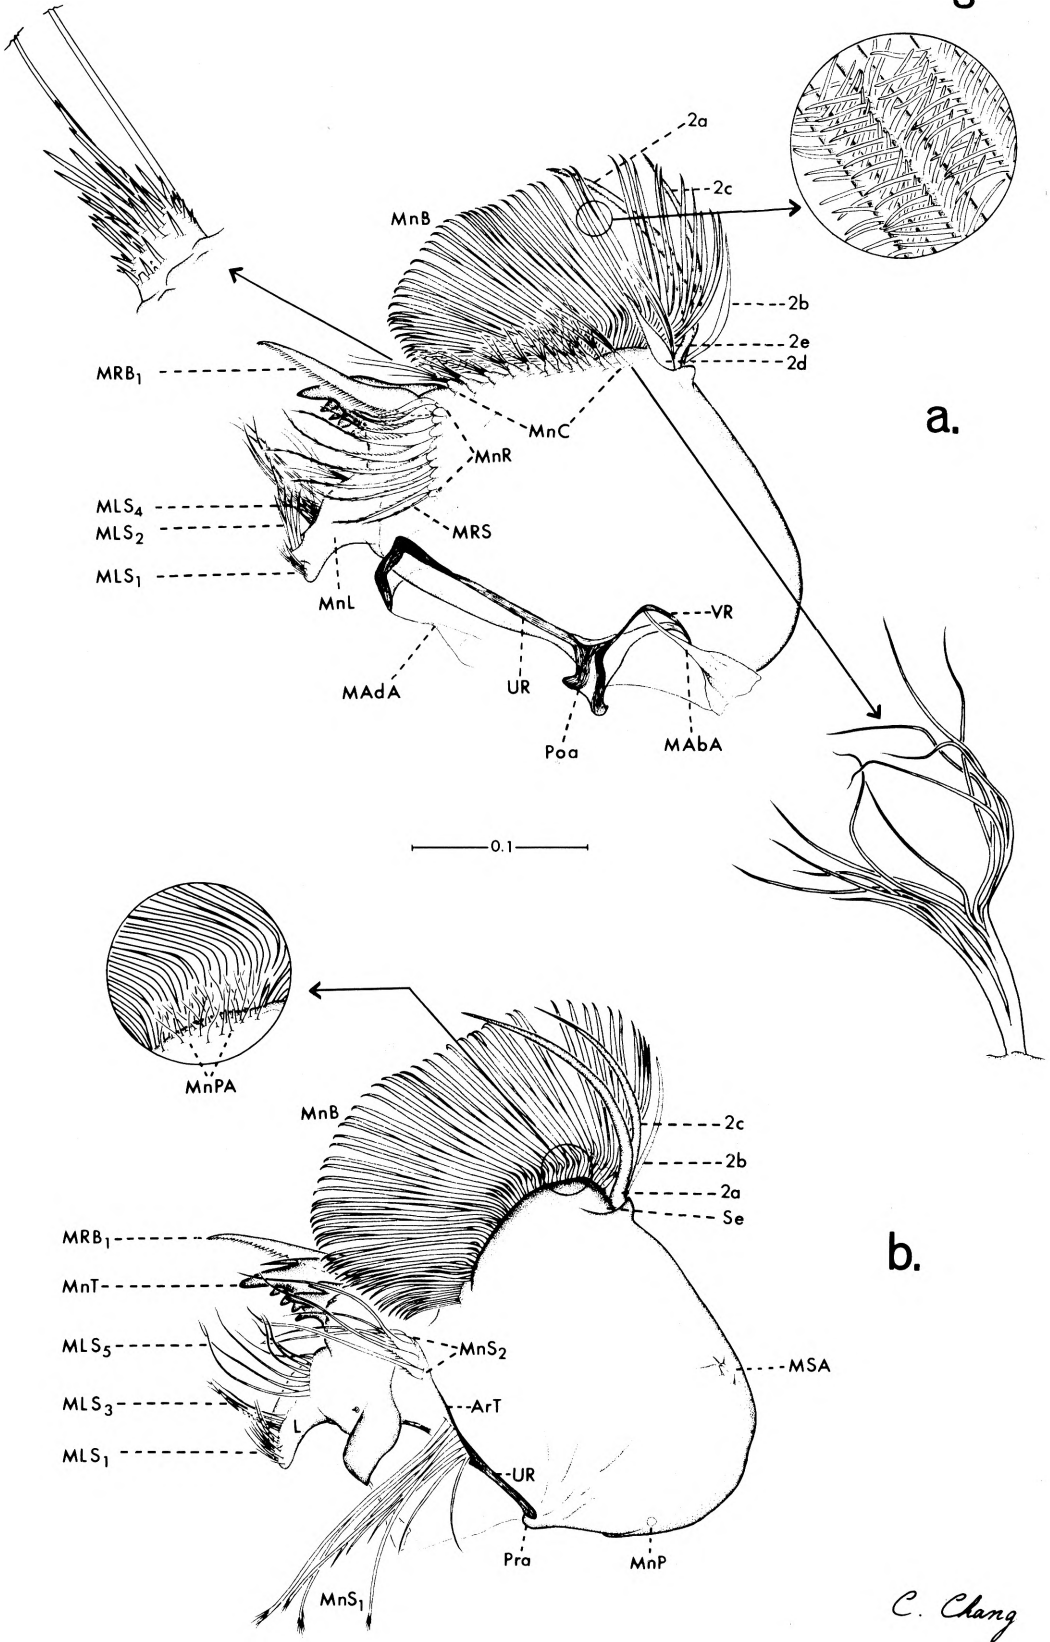 2a
2c
MnB
2b
2e
2d
MRB1
a.
MnC
MnR
MLS4
MLS2
MRS
MLS1
MnL
VR
MAdA
UR
Poa
MAbA
0.1
MnPA
MnB
2c
2b
2a
Se
MRB1
b.
MnT
MnS2
MLS5
MSA
MLS3
ArT
L
MLS1
UR
Pra
MnP
MnS1
C. Chang